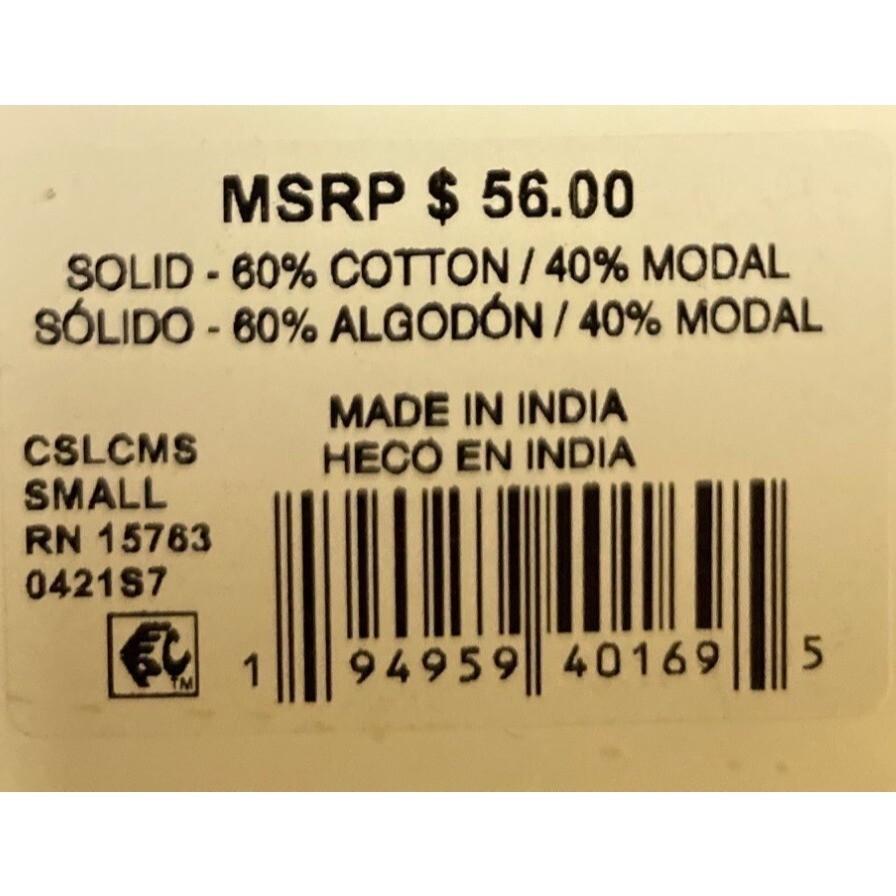 MSRP $ 56.00
SOLID - 60% COTTON / 40% MODAL
SÓLIDO - 60% ALGODÓN / 40% MODAL
MADE IN INDIA
HECO EN INDIA
CSLCMS
SMALL
RN 15763
0421S7
TM
1 94959 40169 5